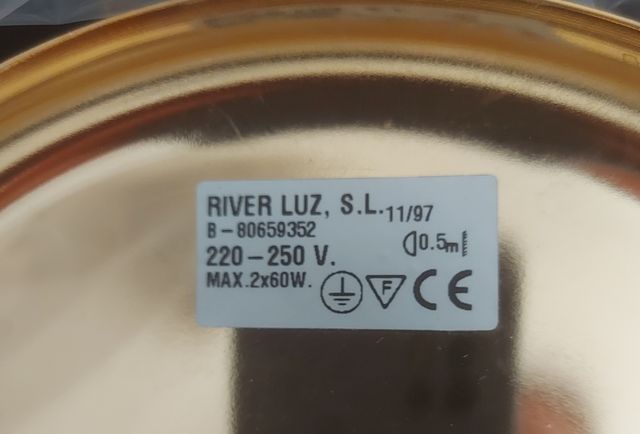 RIVER LUZ, S.L. 11/97
B-80659352
220-250 V. 0.5m
MAX.2x60W. F CE